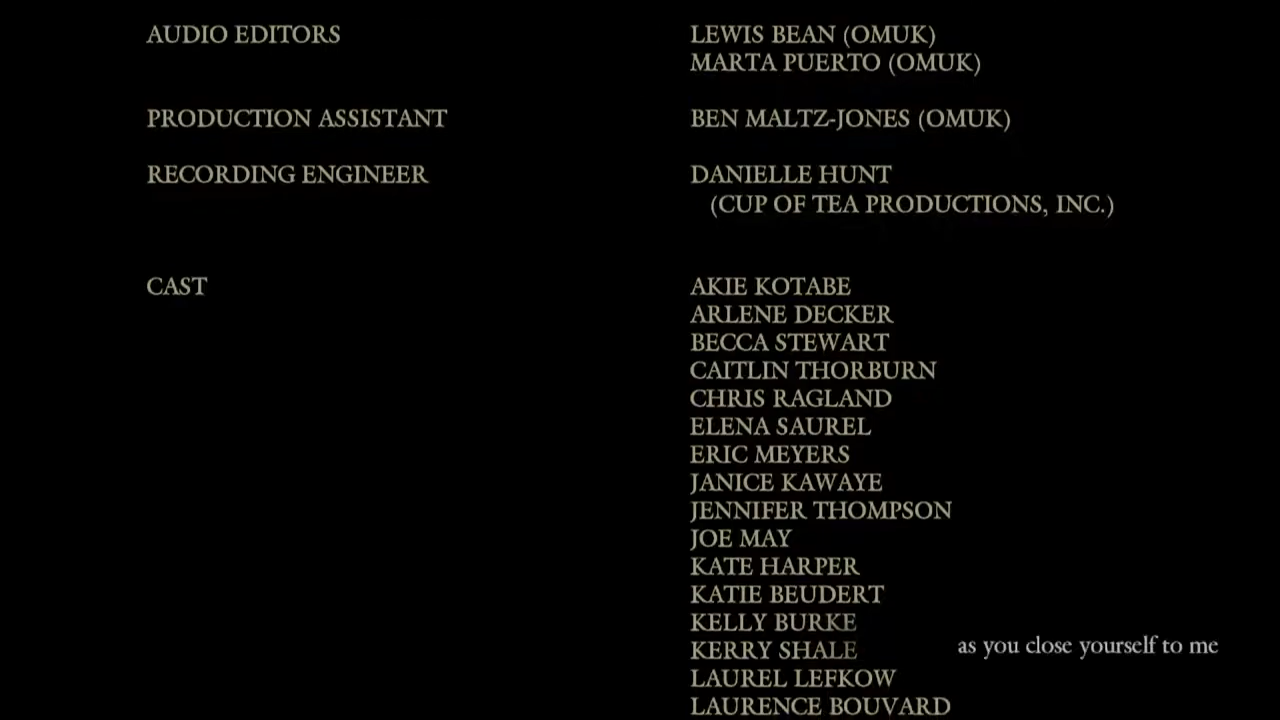 AUDIO EDITORS LEWIS BEAN (OMUK)
MARTA PUERTO (OMUK)
PRODUCTION ASSISTANT BEN MALTZ-JONES (OMUK)
RECORDING ENGINEER DANIELLE HUNT
(CUP OF TEA PRODUCTIONS, INC.)
CAST AKIE KOTABE
ARLENE DECKER
BECCA STEWART
CAITLIN THORBURN
CHRIS RAGLAND
ELENA SAUREL
ERIC MEYERS
JANICE KAWAYE
JENNIFER THOMPSON
JOE MAY
KATE HARPER
KATIE BEUDERT
KELLY BURKE
KERRY SHALE
as you close yourself to me
LAUREL LEFKOW
LAURENCE BOUVARD